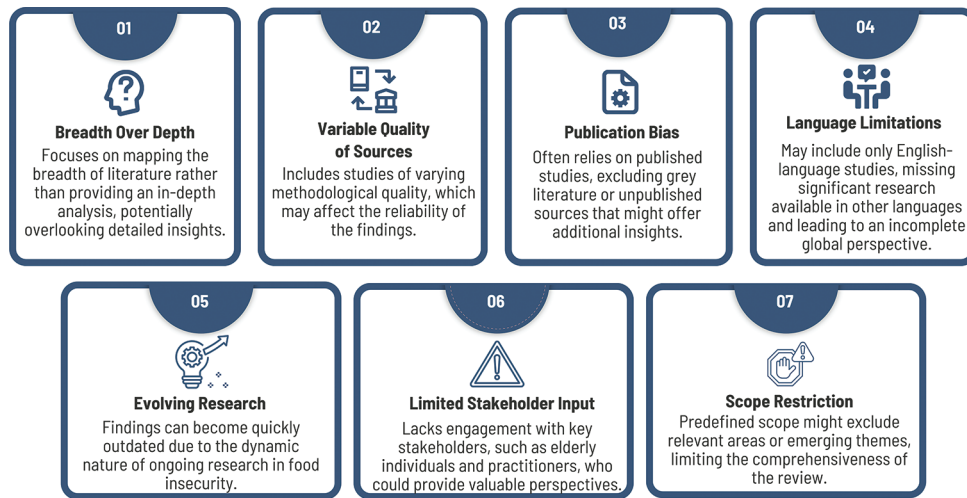 01
Breadth Over Depth
Focuses on mapping the
breadth of literature rather
than providing an in-depth
analysis, potentially
overlooking detailed insights.
02
Variable Quality
of Sources
Includes studies of varying
methodological quality, which
may affect the reliability of
the findings.
03
Publication Bias
Often relies on published
studies, excluding grey
literature or unpublished
sources that might offer
additional insights.
04
Language Limitations
May include only English-
language studies, missing
significant research
available in other languages
and leading to an incomplete
global perspective.
05
Evolving Research
Findings can become quickly
outdated due to the dynamic
nature of ongoing research in food
insecurity.
06
Limited Stakeholder Input
Lacks engagement with key
stakeholders, such as elderly
individuals and practitioners, who
could provide valuable perspectives.
07
Scope Restriction
Predefined scope might exclude
relevant areas or emerging themes,
limiting the comprehensiveness of
the review.